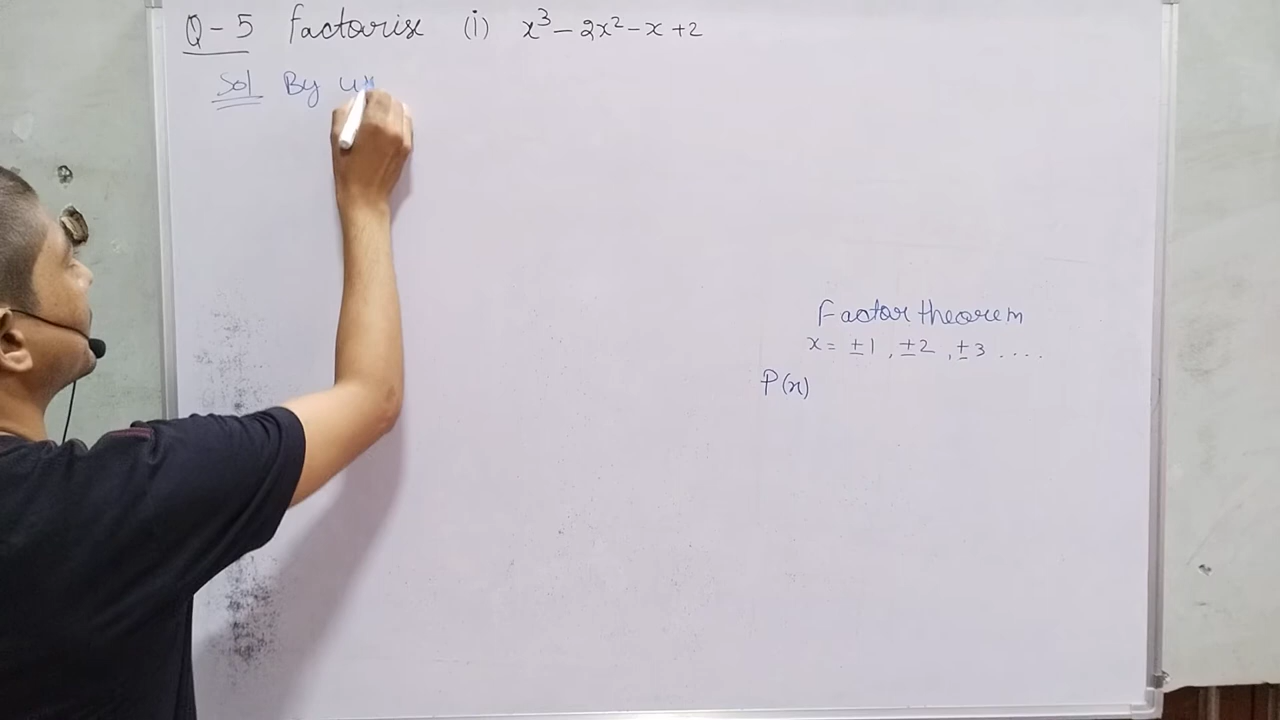 Q-5 Factorise (i) x³-2x²-x+2
Sol By
Factor theorem
x= ±1, ±2, ±3 ....
P(x)